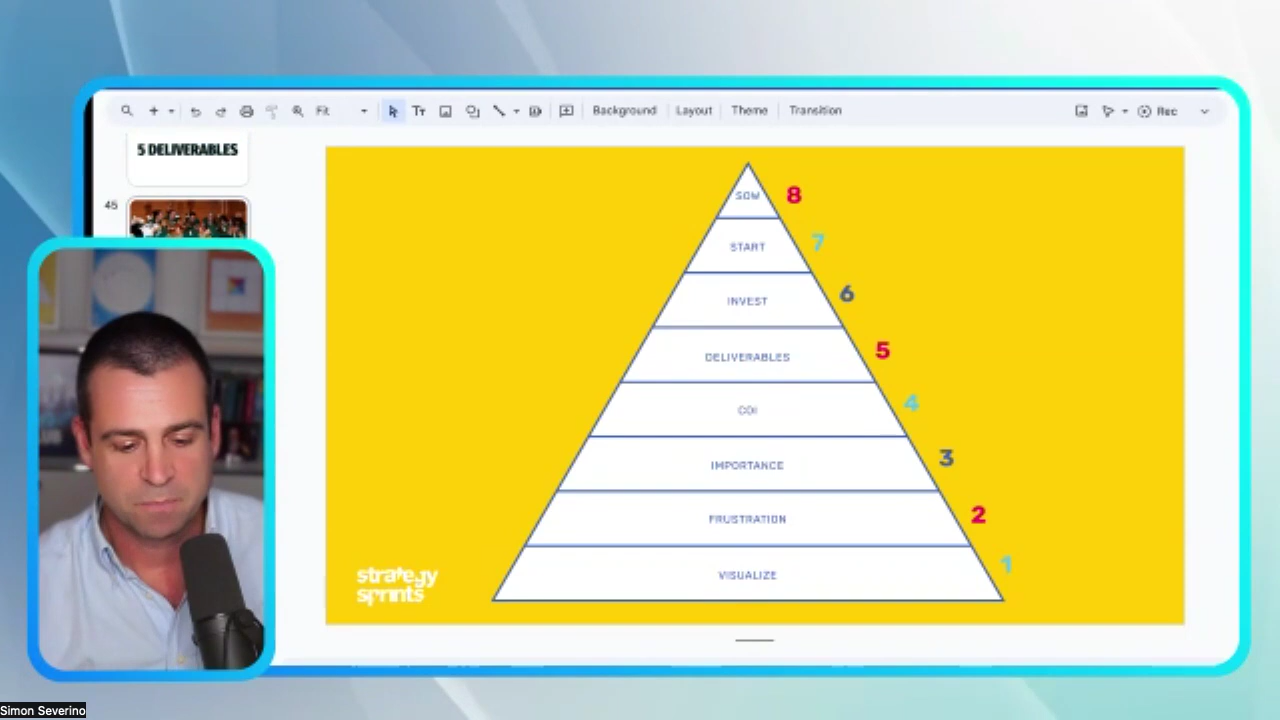 Fit
Background
Layout
Theme
Transition
Rec
5 DELIVERABLES
45
SOW
8
START
7
INVEST
6
DELIVERABLES
5
COI
4
IMPORTANCE
3
FRUSTRATION
2
VISUALIZE
1
strategy
sprints
Simon Severino